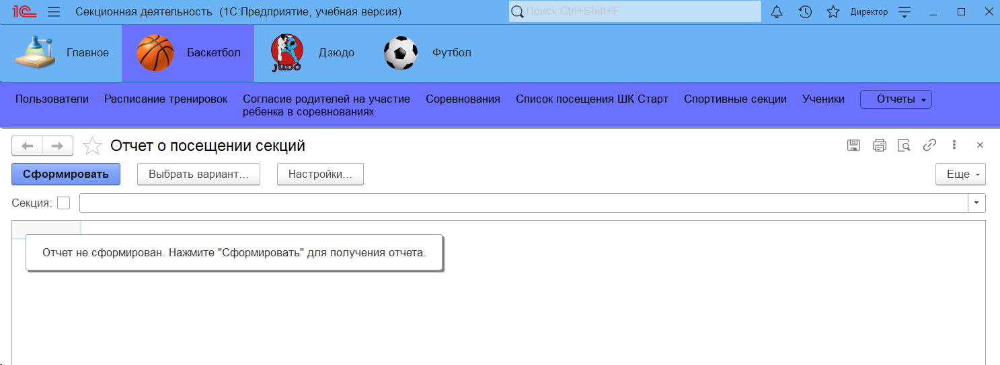 1С Секционная деятельность (1С:Предприятие, учебная версия) Поиск Ctrl+Shift+F Директор
Главное Баскетбол JUDO Дзюдо Футбол
Пользователи Расписание тренировок Согласие родителей на участие Соревнования Список посещения ШК Старт Спортивные секции Ученики Отчеты
ребенка в соревнованиях
Отчет о посещении секций
Сформировать Выбрать вариант... Настройки... Еще
Секция:
Отчет не сформирован. Нажмите "Сформировать" для получения отчета.